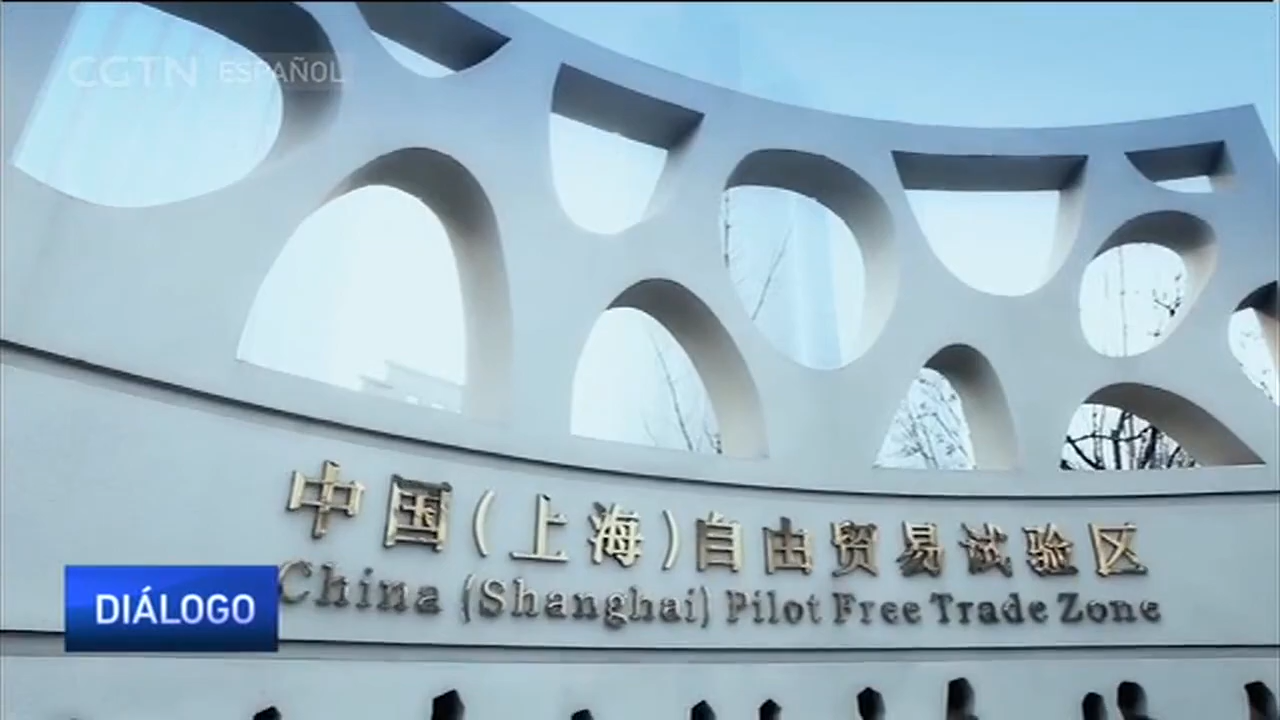 CGTN ESPAÑOL
中国(上海)自由贸易试验区
China (Shanghai) Pilot Free Trade Zone
DIÁLOGO